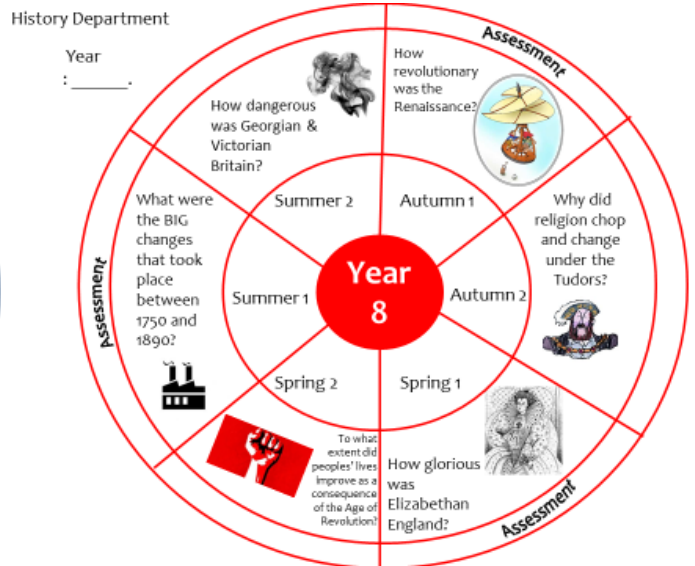 History Department
Year
: ______.
Assessment
How
revolutionary
was the
Renaissance?
Autumn 1
Why did
religion chop
and change
under the
Tudors?
Autumn 2
Assessment
How glorious
was
Elizabethan
England?
Spring 1
To what
extent did
peoples' lives
improve as a
consequence
of the Age of
Revolution?
Spring 2
Assessment
What were
the BIG
changes
that took
place
between
1750 and
1890?
Summer 1
How dangerous
was Georgian &
Victorian
Britain?
Summer 2
Year
8